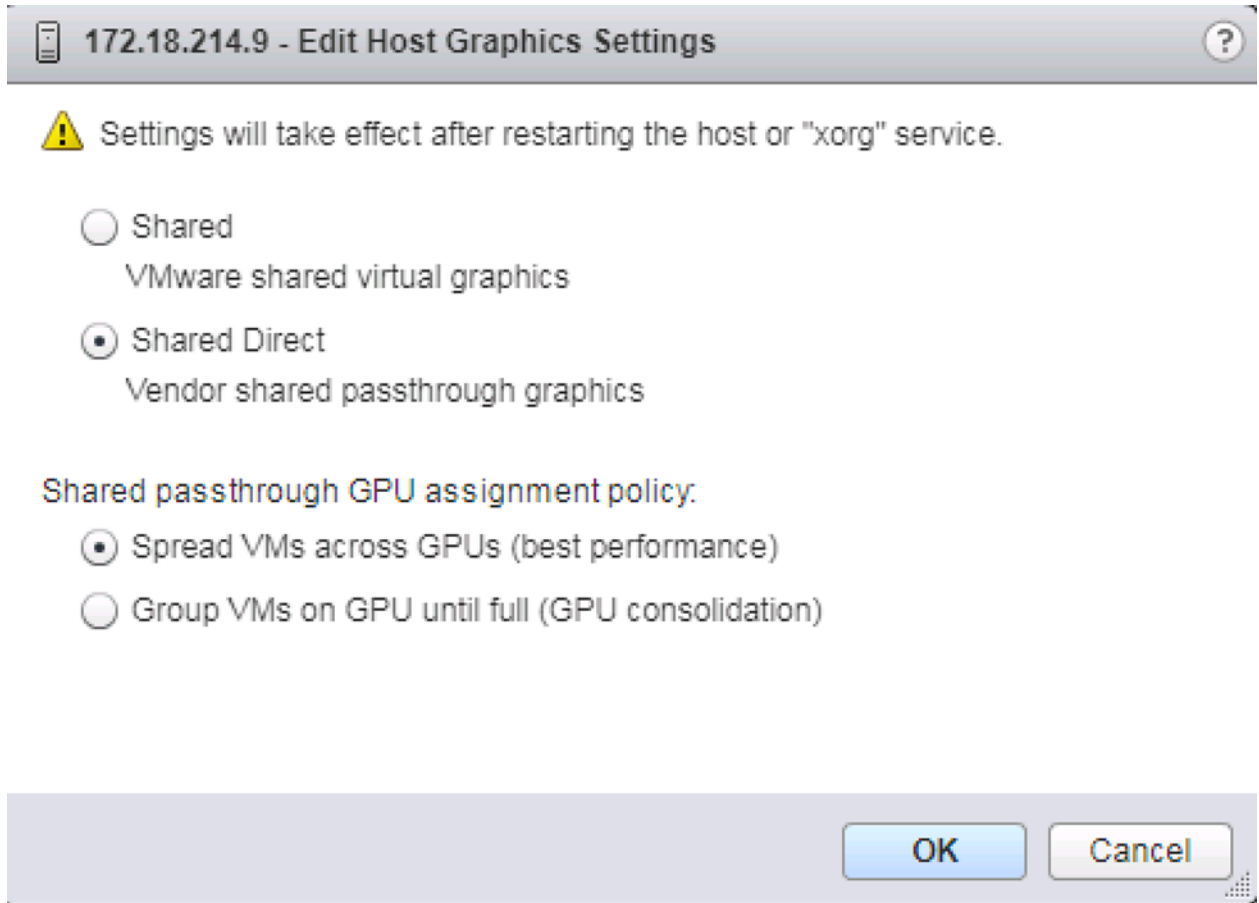 172.18.214.9 - Edit Host Graphics Settings
?
Settings will take effect after restarting the host or "xorg" service.
Shared
VMware shared virtual graphics
Shared Direct
Vendor shared passthrough graphics
Shared passthrough GPU assignment policy:
Spread VMs across GPUs (best performance)
Group VMs on GPU until full (GPU consolidation)
OK
Cancel